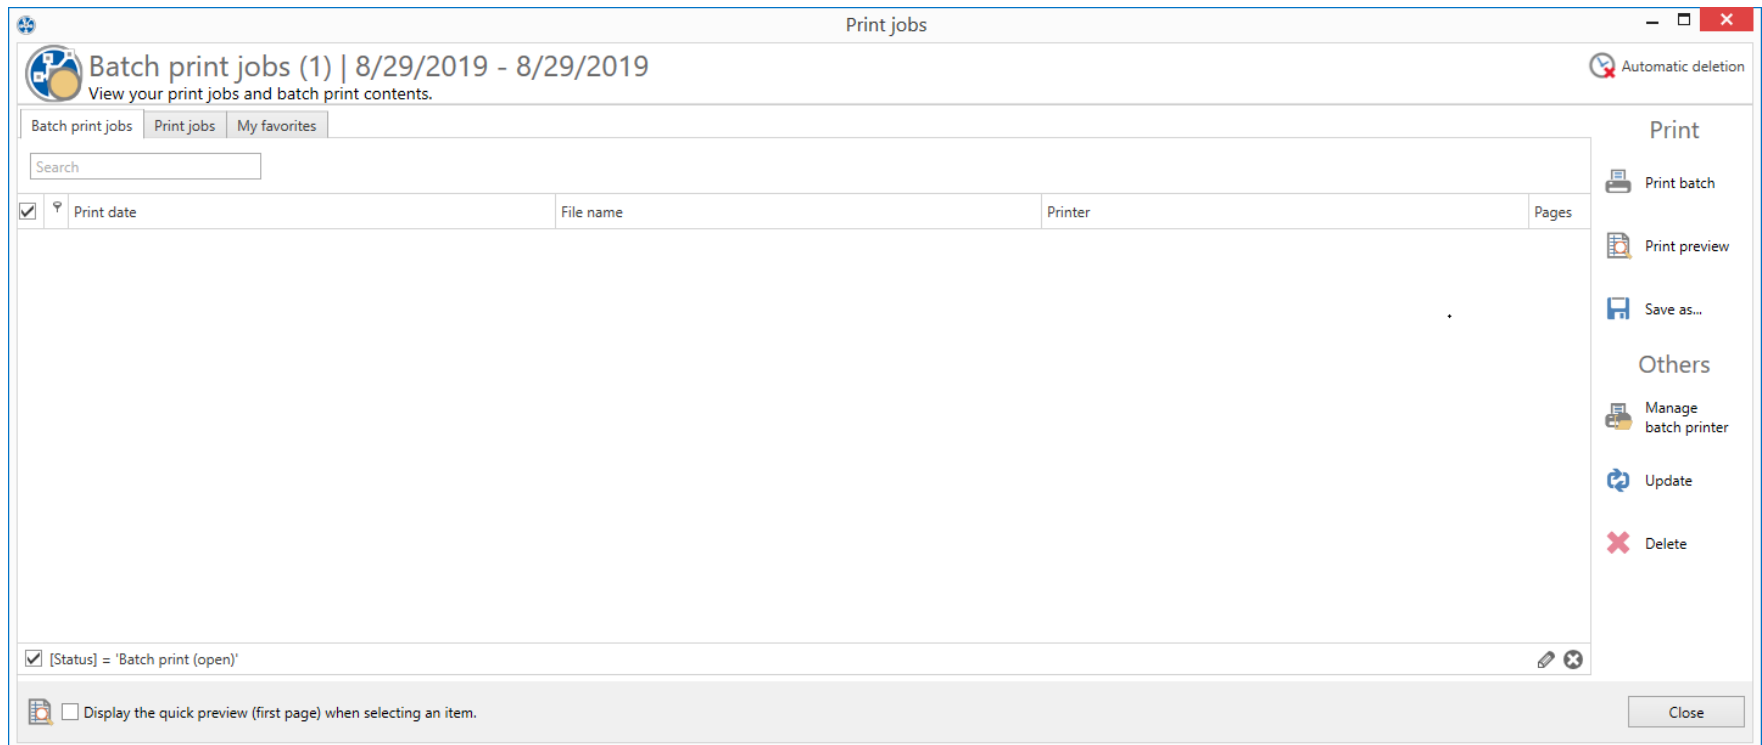 Print jobs
Batch print jobs (1) | 8/29/2019 - 8/29/2019
View your print jobs and batch print contents.
Automatic deletion
Batch print jobs
Print jobs
My favorites
Search
Print date
File name
Printer
Pages
Print
Print batch
Print preview
Save as...
Others
Manage
batch printer
Update
Delete
[Status] = 'Batch print (open)'
Display the quick preview (first page) when selecting an item.
Close